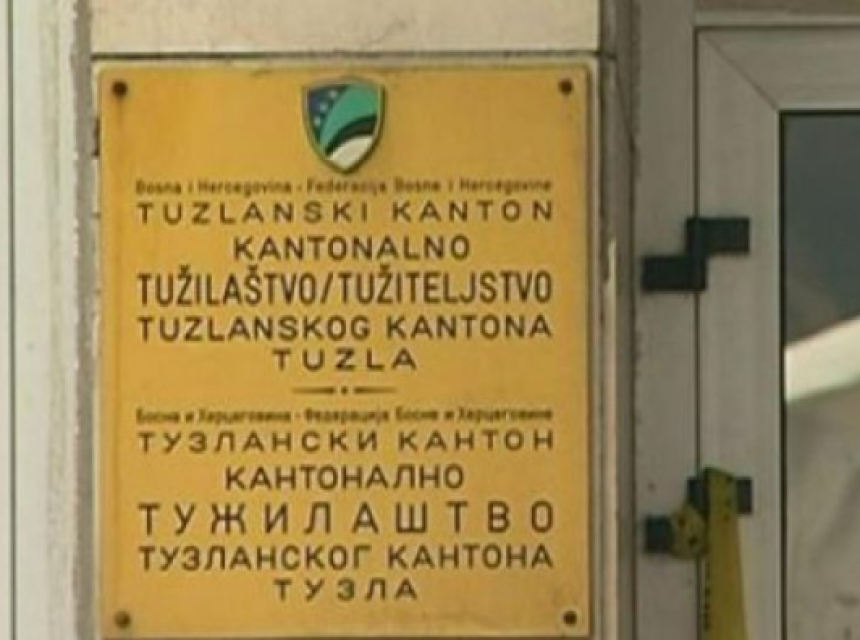 Bosna i Hercegovina - Federacija Bosne i Hercegovine
TUZLANSKI KANTON
KANTONALNO
TUŽILAŠTVO/TUŽITELJSTVO
TUZLANSKOG KANTONA
TUZLA
Босна и Херцеговина - Федерација Босне и Херцеговине
ТУЗЛАНСКИ КАНТОН
КАНТОНАЛНО
ТУЖИЛАШТВО
ТУЗЛАНСКОГ КАНТОНА
ТУЗЛА